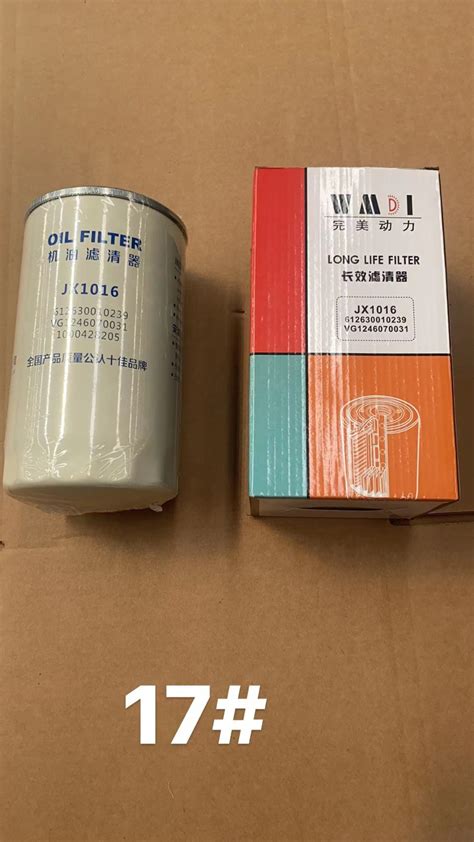 OIL FILTER
机油滤清器
JX1016
612630010239
VG1246070031
1000428205
全国产品质量公认十佳品牌
WMDI
完美动力
LONG LIFE FILTER
长效滤清器
JX1016
612630010239
VG1246070031
17#